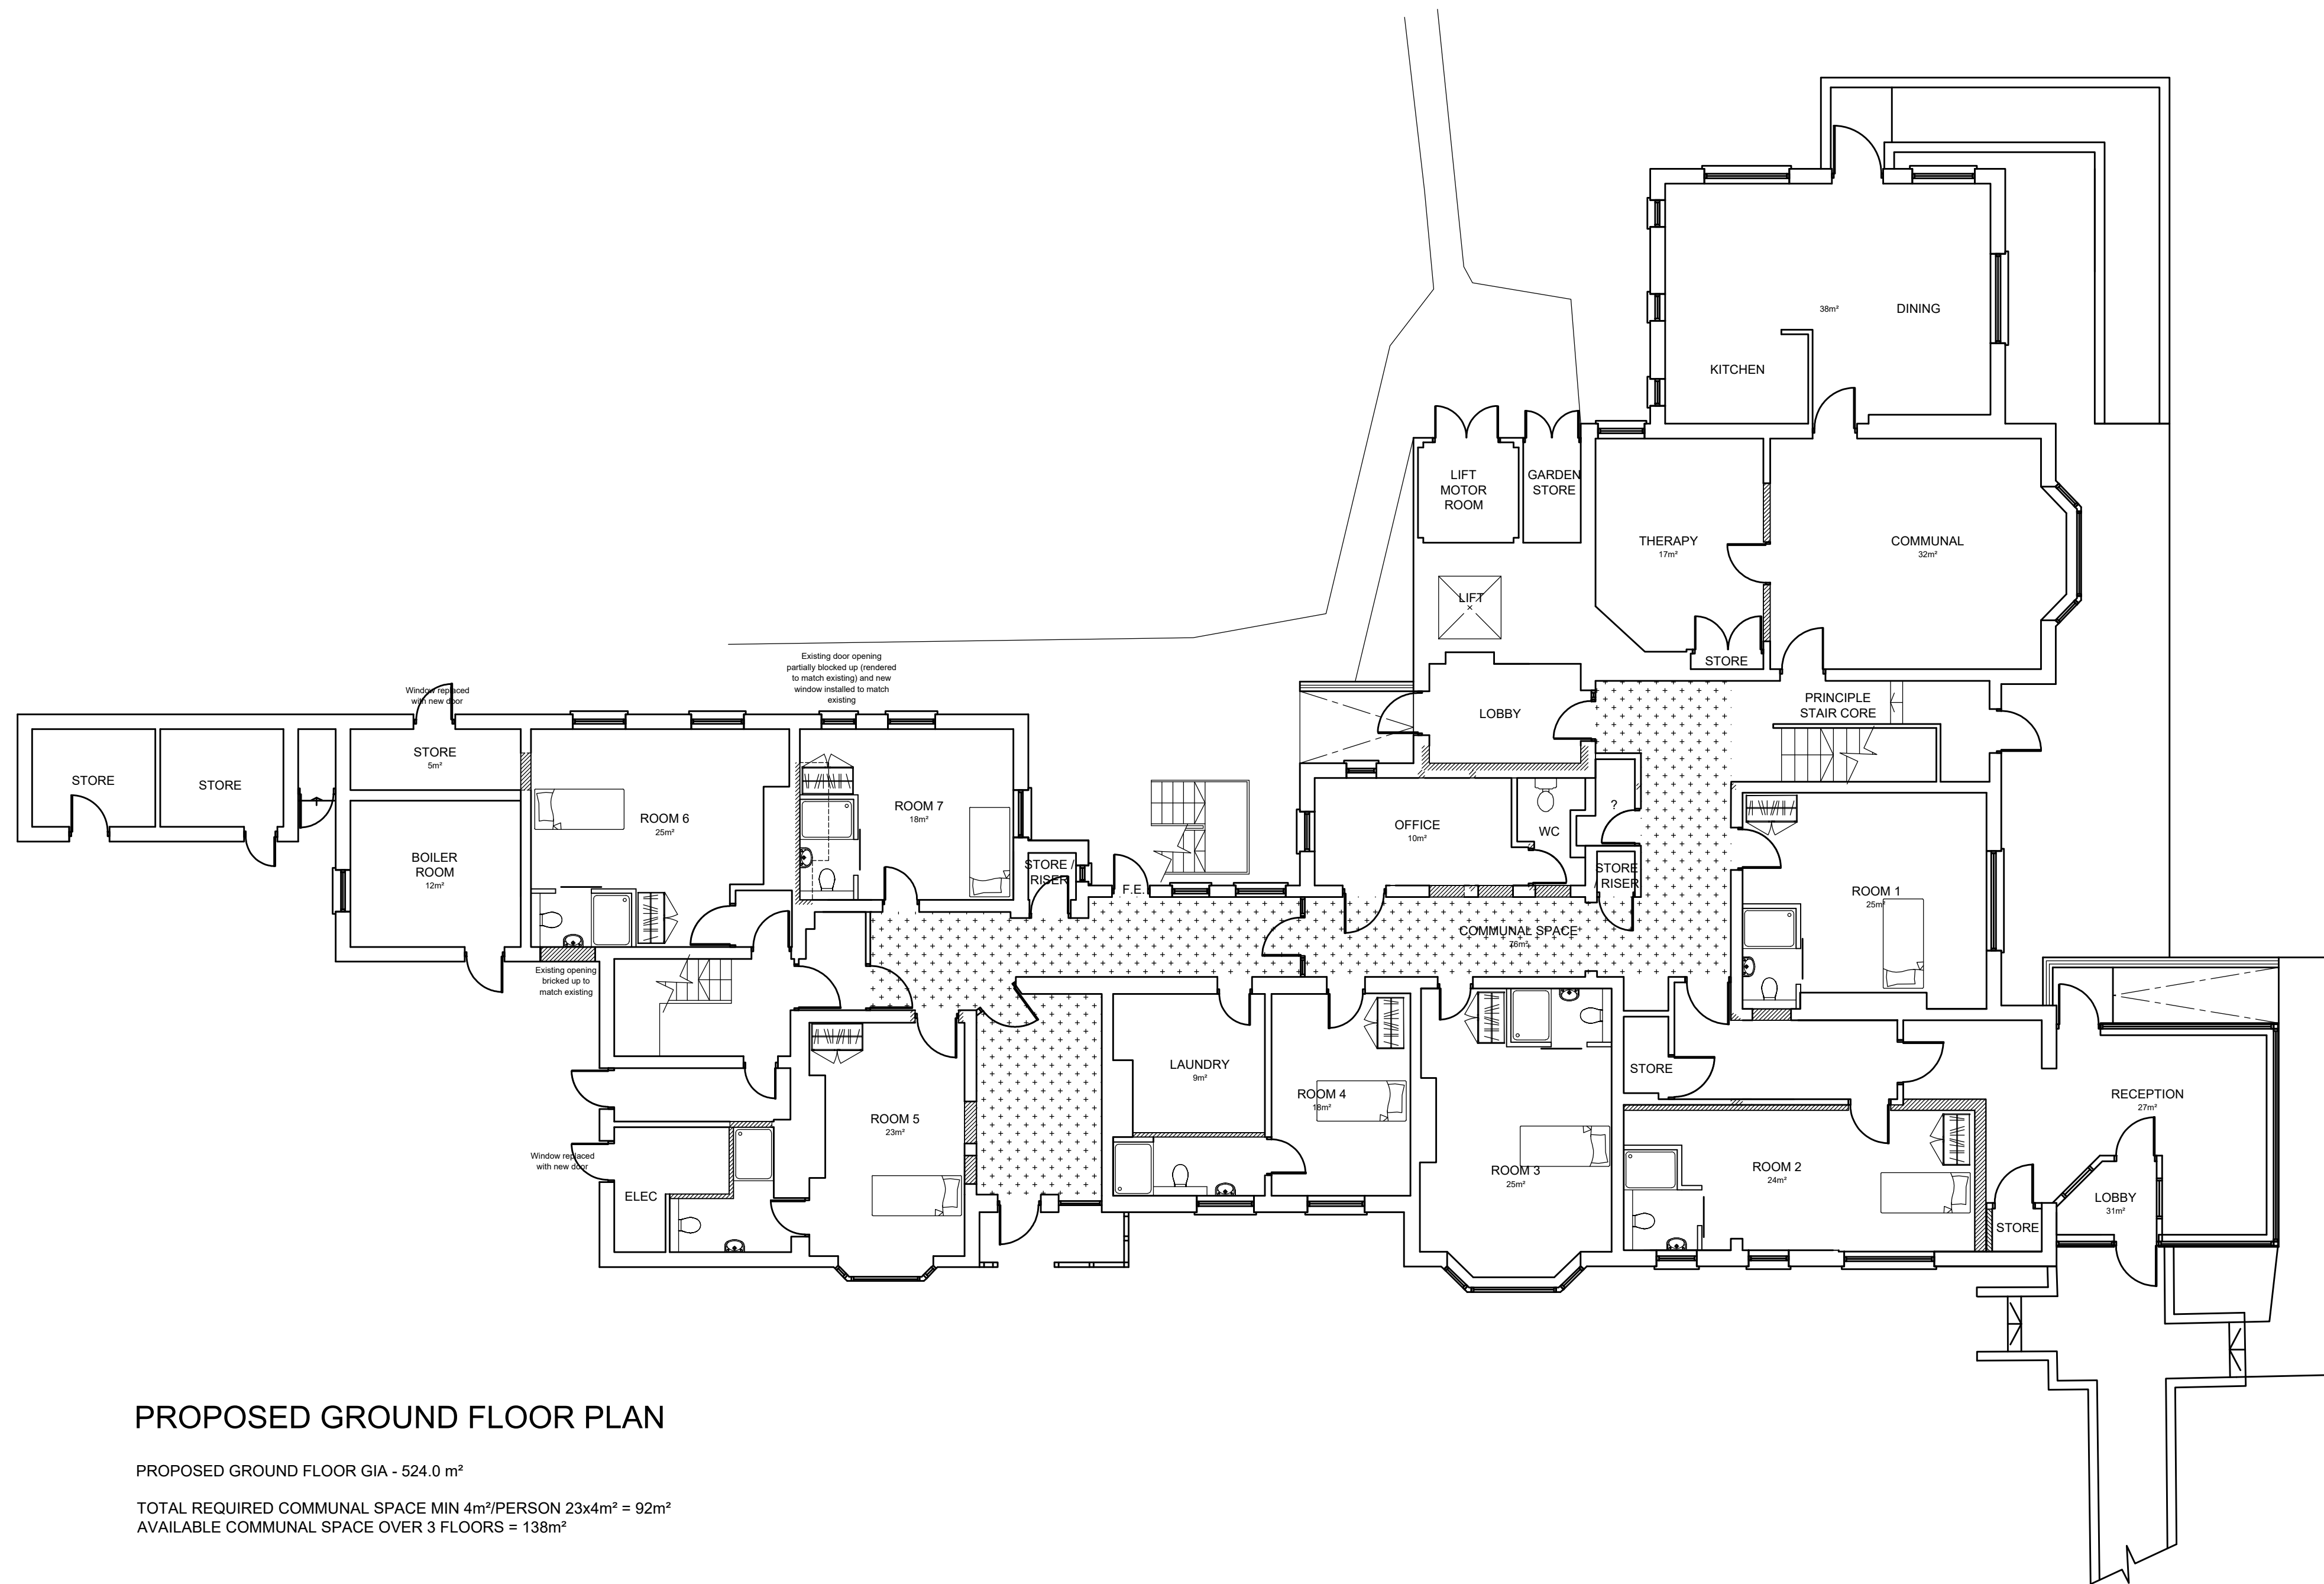 38m²
DINING
KITCHEN
LIFT
MOTOR
ROOM
GARDEN
STORE
THERAPY
17m²
COMMUNAL
32m²
LIFT
STORE
Existing door opening
partially blocked up (rendered
to match existing) and new
window installed to match
existing
Window replaced
with new door
PRINCIPLE
STAIR CORE
LOBBY
STORE
5m²
STORE
STORE
ROOM 7
18m²
ROOM 6
25m²
?
OFFICE
10m²
WC
BOILER
ROOM
12m²
STORE /
RISER
F.E.
STORE
/ RISER
ROOM 1
25m²
COMMUNAL SPACE
76m²
Existing opening
bricked up to
match existing
LAUNDRY
9m²
STORE
ROOM 4
18m²
RECEPTION
27m²
ROOM 5
23m²
Window replaced
with new door
ROOM 3
25m²
ROOM 2
24m²
ELEC
LOBBY
31m²
STORE
PROPOSED GROUND FLOOR PLAN
PROPOSED GROUND FLOOR GIA - 524.0 m²
TOTAL REQUIRED COMMUNAL SPACE MIN 4m²/PERSON 23x4m² = 92m²
AVAILABLE COMMUNAL SPACE OVER 3 FLOORS = 138m²